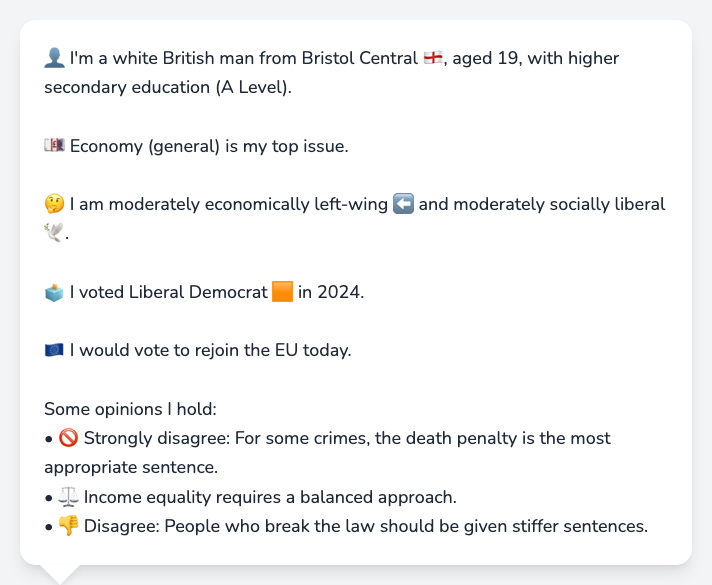 👤 I'm a white British man from Bristol Central 🏴󠁧󠁢󠁥󠁮󠁧󠁿, aged 19, with higher
secondary education (A Level).
💷 Economy (general) is my top issue.
🤔 I am moderately economically left-wing ⬅️ and moderately socially liberal
🕊️.
🗳️ I voted Liberal Democrat 🟧 in 2024.
🇪🇺 I would vote to rejoin the EU today.
Some opinions I hold:
• 🚫 Strongly disagree: For some crimes, the death penalty is the most
appropriate sentence.
• ⚖️ Income equality requires a balanced approach.
• 👎 Disagree: People who break the law should be given stiffer sentences.